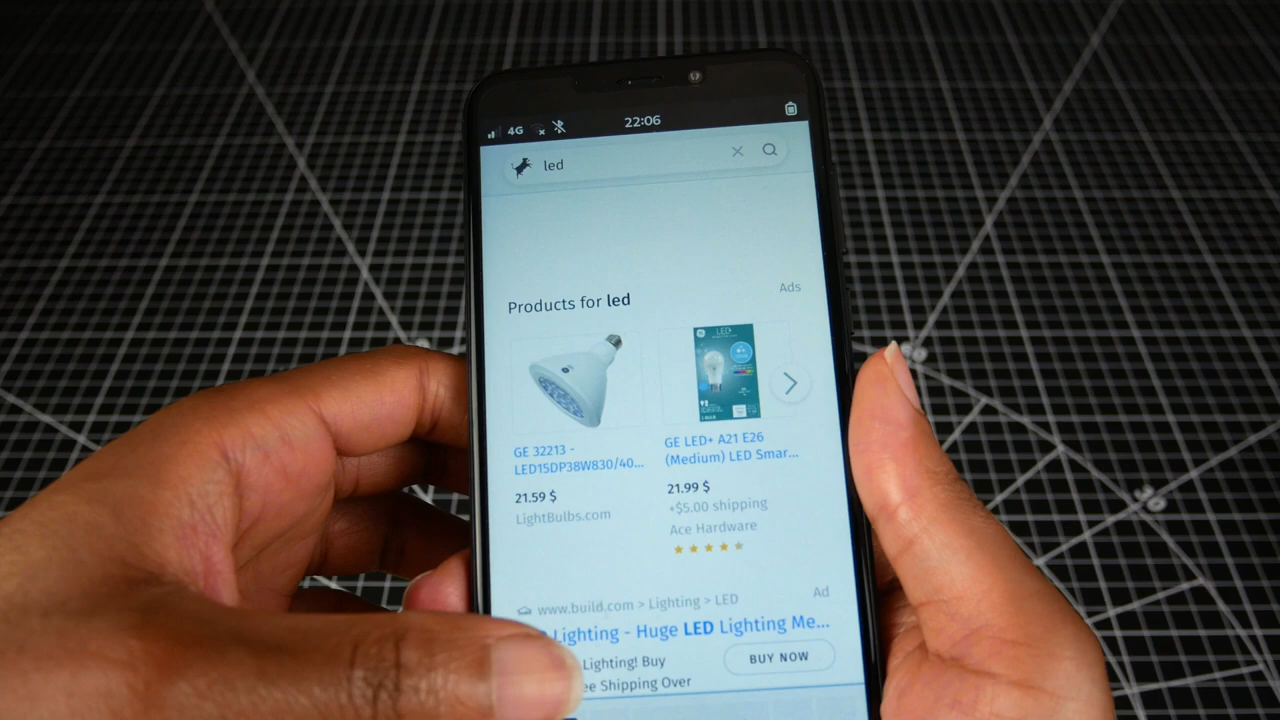 4G
22:06
led
Ads
Products for led
LED+
GE 32213 -
LED15DP38W830/40...
21.59 $
LightBulbs.com
GE LED+ A21 E26
(Medium) LED Smar...
21.99 $
+$5.00 shipping
Ace Hardware
www.build.com > Lighting > LED
Ad
Lighting - Huge LED Lighting Me...
Lighting! Buy
ee Shipping Over
BUY NOW
30